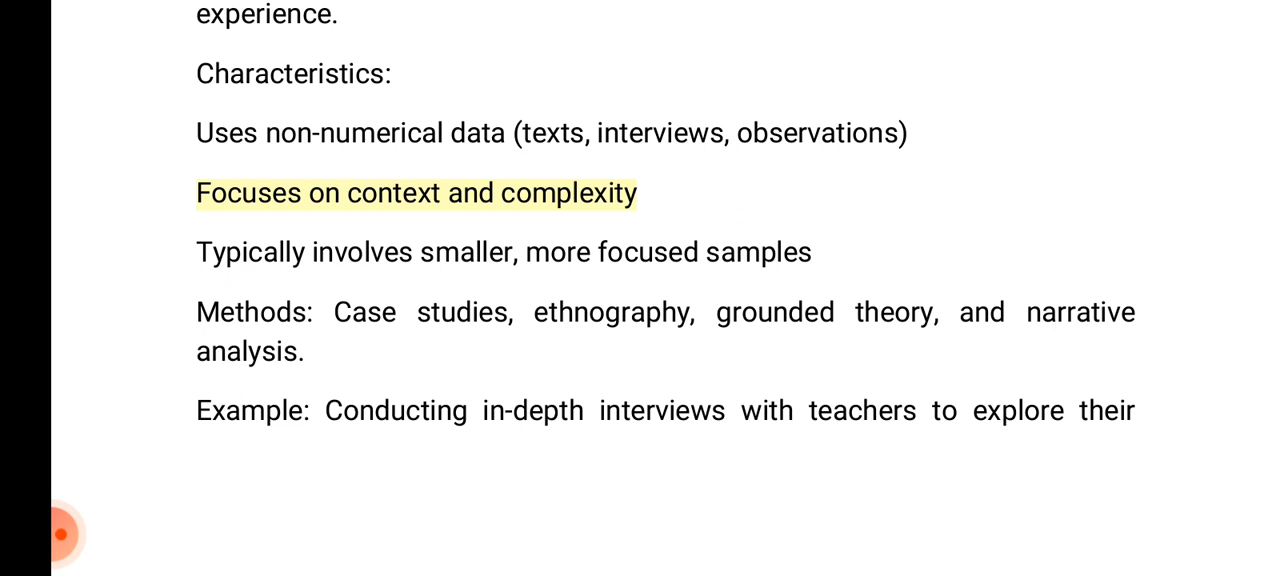 experience.
Characteristics:
Uses non-numerical data (texts, interviews, observations)
Focuses on context and complexity
Typically involves smaller, more focused samples
Methods: Case studies, ethnography, grounded theory, and narrative
analysis.
Example: Conducting in-depth interviews with teachers to explore their